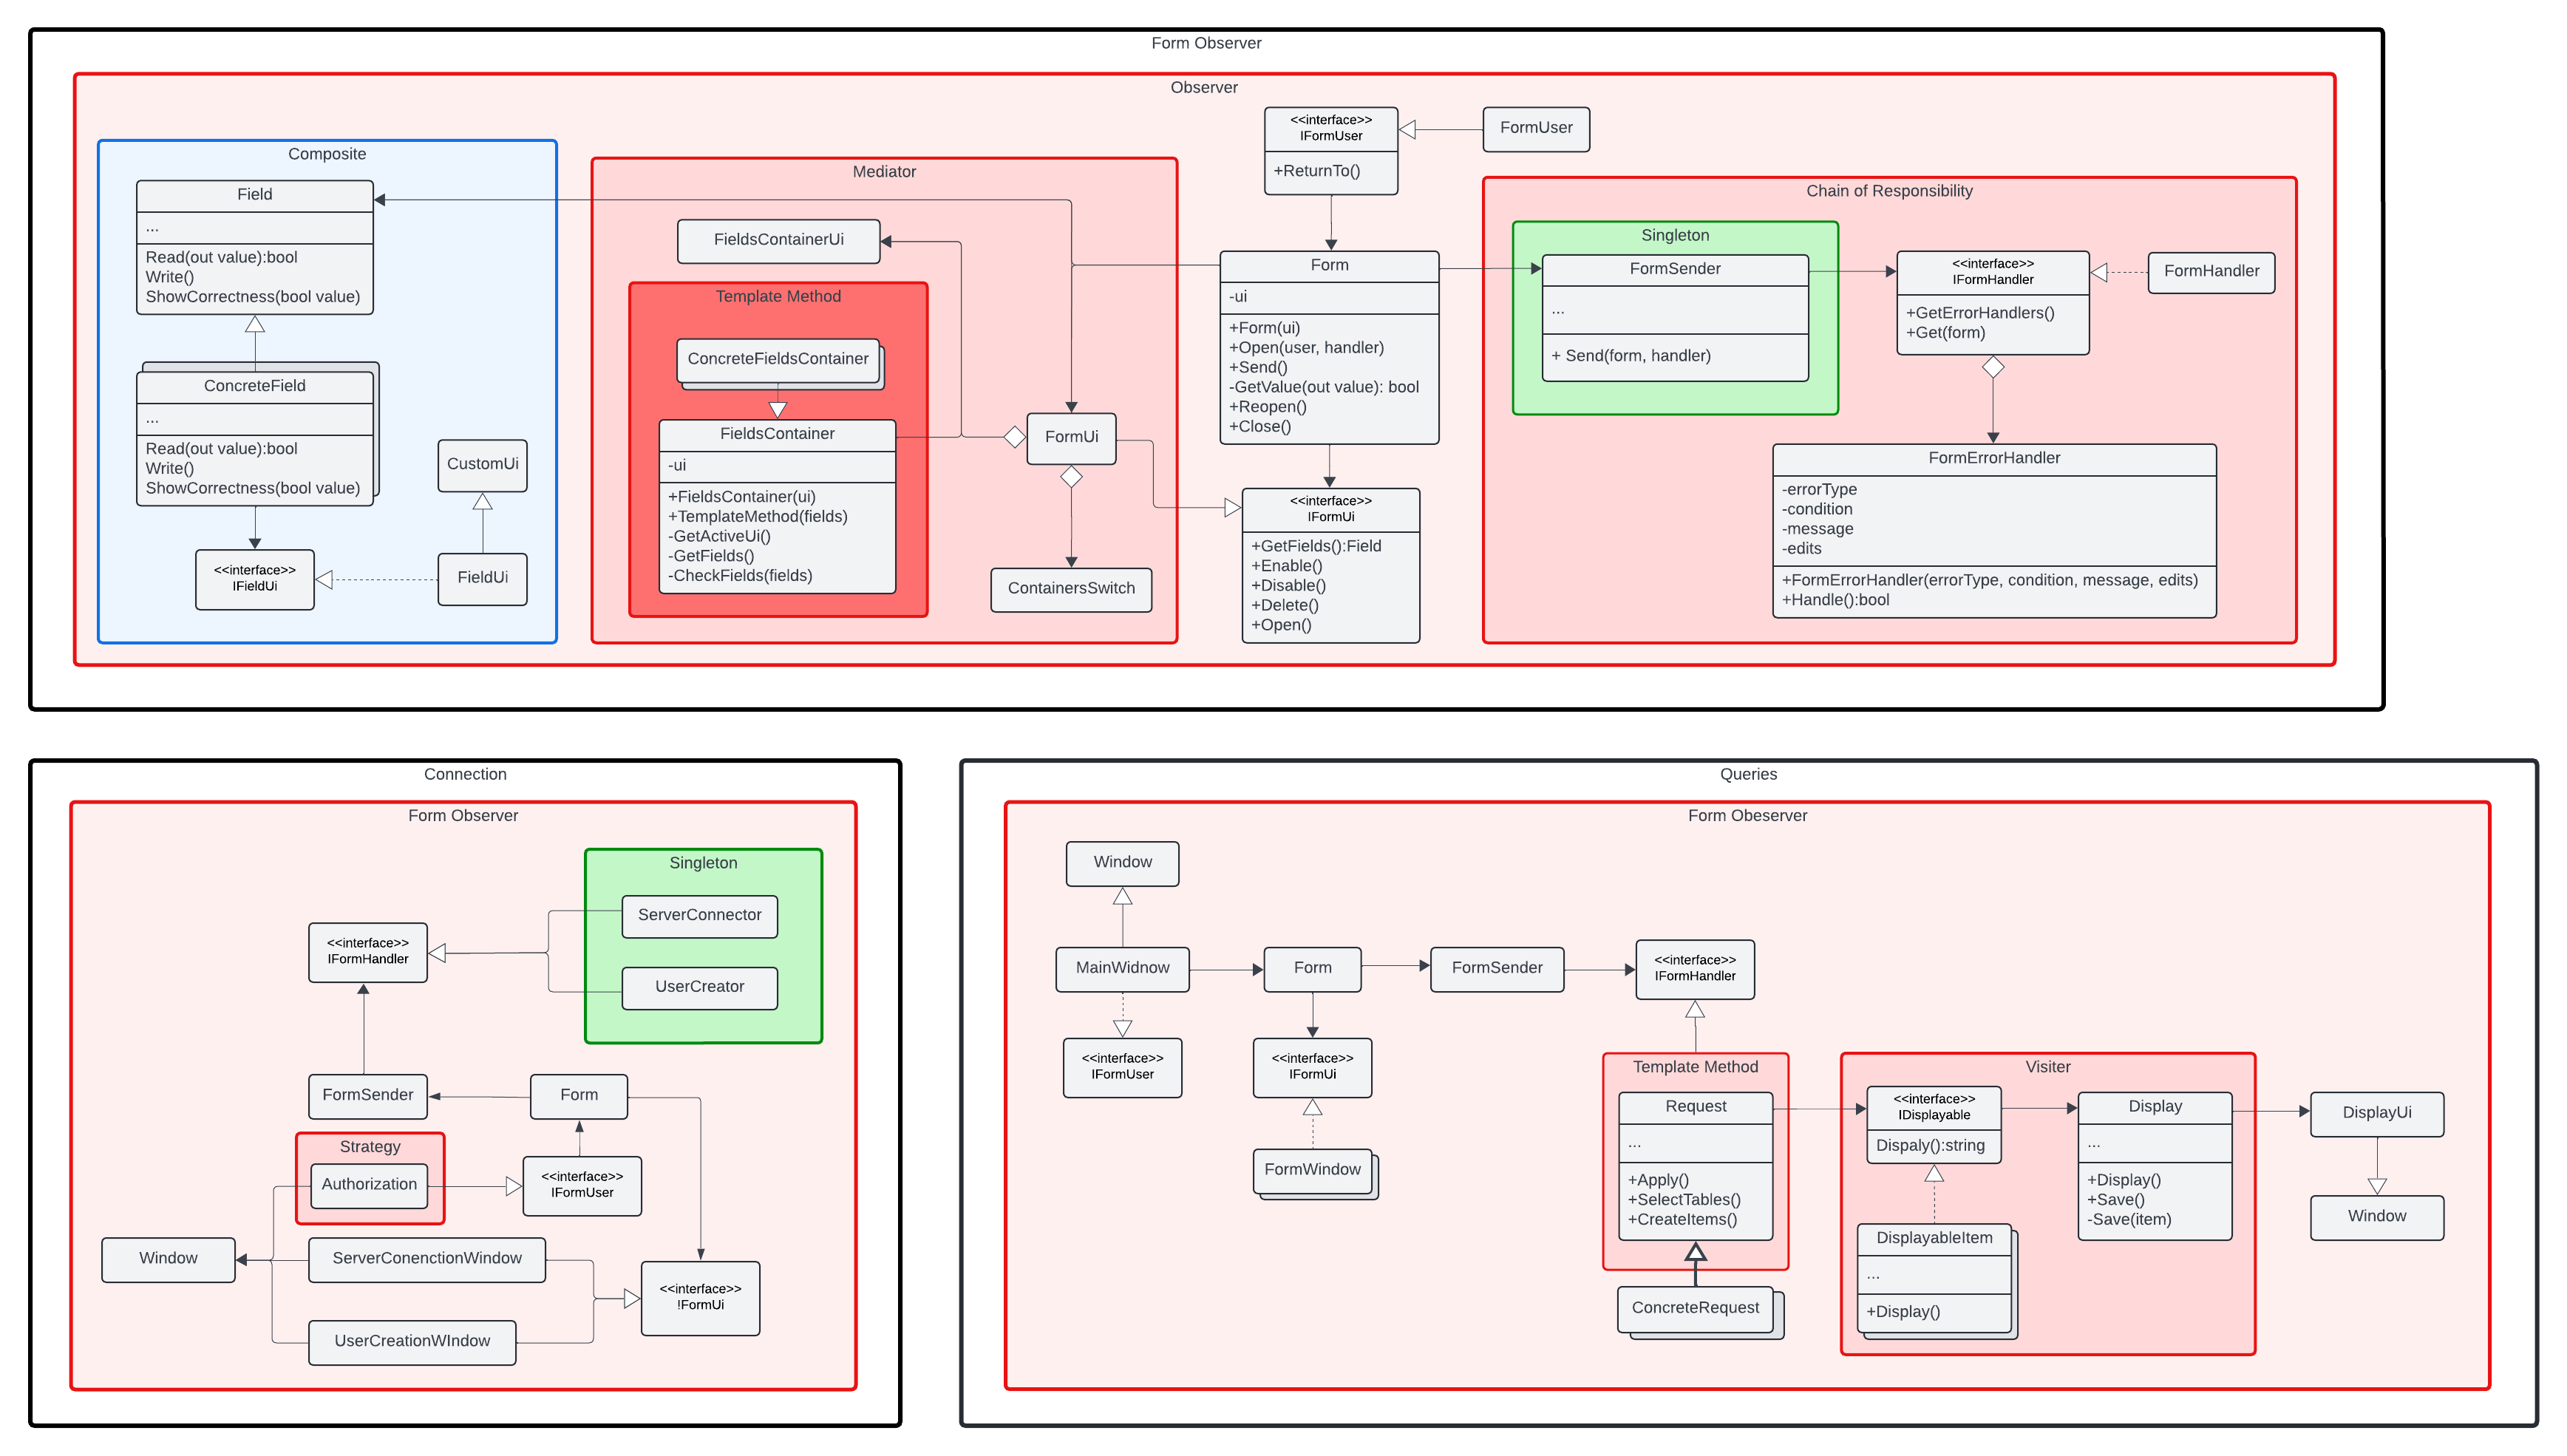 Form Observer
Observer
Composite
Field
...
Read(out value):bool
Write()
ShowCorrectness(bool value)
ConcreteField
...
Read(out value):bool
Write()
ShowCorrectness(bool value)
CustomUi
<<interface>>
IFieldUi
FieldUi
Mediator
FieldsContainerUi
Template Method
ConcreteFieldsContainer
FieldsContainer
-ui
+FieldsContainer(ui)
+TemplateMethod(fields)
-GetActiveUi()
-GetFields()
-CheckFields(fields)
FormUi
ContainersSwitch
<<interface>>
IFormUser
+ReturnTo()
FormUser
Form
-ui
+Form(ui)
+Open(user, handler)
+Send()
-GetValue(out value): bool
+Reopen()
+Close()
<<interface>>
IFormUi
+GetFields():Field
+Enable()
+Disable()
+Delete()
+Open()
Chain of Responsibility
Singleton
FormSender
...
+ Send(form, handler)
<<interface>>
IFormHandler
+GetErrorHandlers()
+Get(form)
FormHandler
FormErrorHandler
-errorType
-condition
-message
-edits
+FormErrorHandler(errorType, condition, message, edits)
+Handle():bool
Connection
Form Observer
Singleton
ServerConnector
UserCreator
<<interface>>
IFormHandler
FormSender
Form
Strategy
Authorization
<<interface>>
IFormUser
Window
ServerConenctionWindow
<<interface>>
!FormUi
UserCreationWIndow
Queries
Form Obeserver
Window
MainWidnow
Form
FormSender
<<interface>>
IFormHandler
<<interface>>
IFormUser
<<interface>>
IFormUi
FormWindow
Template Method
Request
...
+Apply()
+SelectTables()
+CreateItems()
ConcreteRequest
Visiter
<<interface>>
IDisplayable
Dispaly():string
Display
...
+Display()
+Save()
-Save(item)
DisplayableItem
...
+Display()
DisplayUi
Window